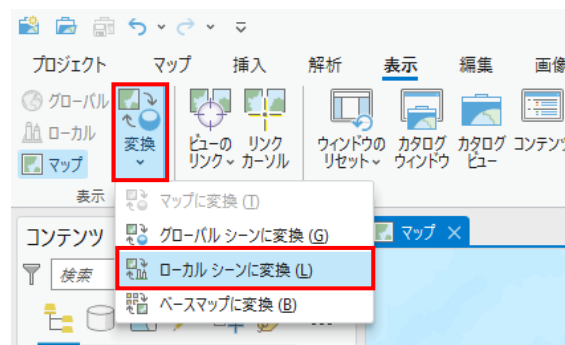 プロジェクト マップ 挿入 解析 表示 編集 画像
グローバル
ローカル
マップ
変換
ビューの
リンク
リンク
カーソル
ウィンドウの
リセット
カタログ
ウィンドウ
カタログ
ビュー
コンテンツ
表示
マップに変換 (T)
グローバル シーンに変換 (G)
ローカル シーンに変換 (L)
ベースマップに変換 (B)
コンテンツ
検索
マップ